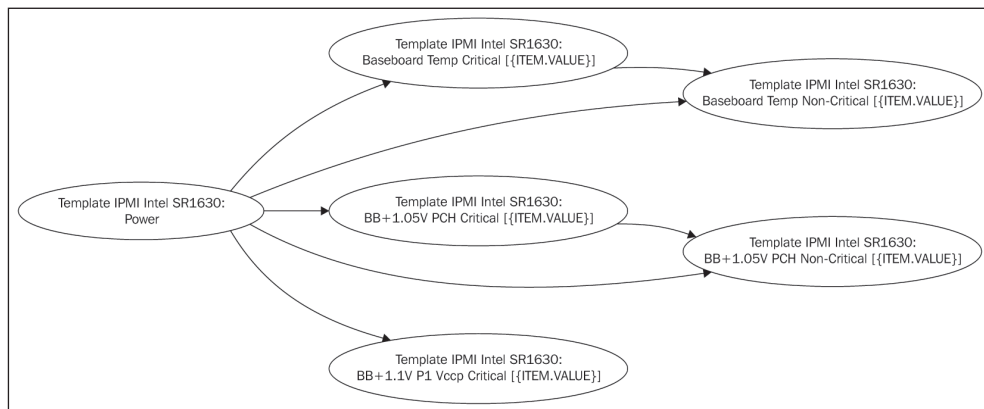 Template IPMI Intel SR1630:
Baseboard Temp Critical [{ITEM.VALUE}]
Template IPMI Intel SR1630:
Baseboard Temp Non-Critical [{ITEM.VALUE}]
Template IPMI Intel SR1630:
Power
Template IPMI Intel SR1630:
BB+1.05V PCH Critical [{ITEM.VALUE}]
Template IPMI Intel SR1630:
BB+1.05V PCH Non-Critical [{ITEM.VALUE}]
Template IPMI Intel SR1630:
BB+1.1V P1 Vccp Critical [{ITEM.VALUE}]